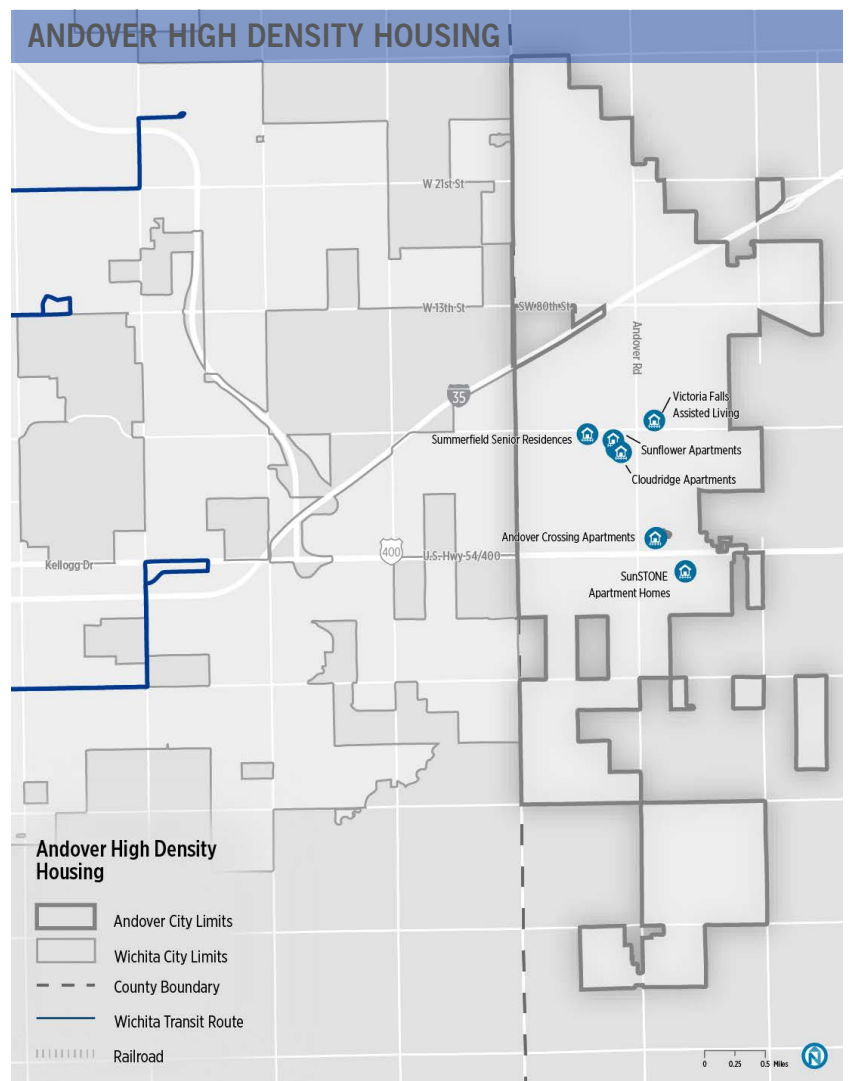 ANDOVER HIGH DENSITY HOUSING
W 21st St
W 13th St
SW 80th St
Andover Rd
35
Victoria Falls
Assisted Living
Summerfield Senior Residences
Sunflower Apartments
Cloudridge Apartments
Andover Crossing Apartments
400
U.S. Hwy 54/400
Kellogg Dr
SunSTONE
Apartment Homes
Andover High Density
Housing
Andover City Limits
Wichita City Limits
County Boundary
Wichita Transit Route
Railroad
0 0.25 0.5 Miles
N